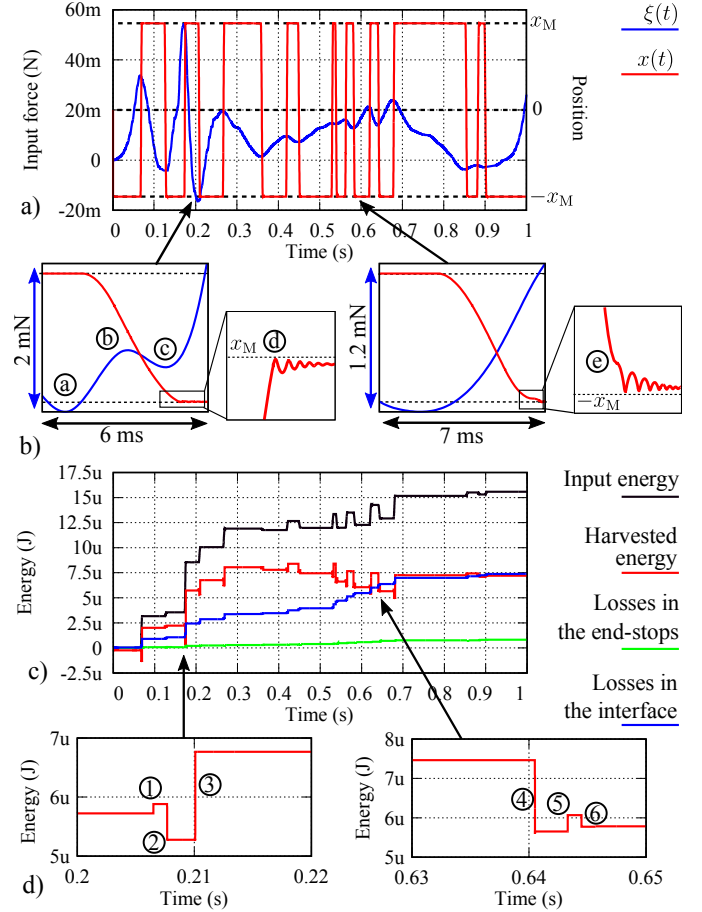 a)
Input force (N)
60m
40m
20m
0
-20m
0 0.1 0.2 0.3 0.4 0.5 0.6 0.7 0.8 0.9 1
Time (s)
x_M
0
−x_M
Position
ξ(t)
x(t)
b)
2 mN
a
b
c
6 ms
x_M
d
1.2 mN
7 ms
e
−x_M
c)
Energy (J)
17.5u
15u
12.5u
10u
7.5u
5u
2.5u
0
-2.5u
0 0.1 0.2 0.3 0.4 0.5 0.6 0.7 0.8 0.9 1
Time (s)
Input energy
Harvested
energy
Losses in
the end-stops
Losses in
the interface
d)
Energy (J)
7u
6u
5u
1
2
3
0.2 0.21 0.22
Time (s)
Energy (J)
8u
7u
6u
5u
4
5
6
0.63 0.64 0.65
Time (s)